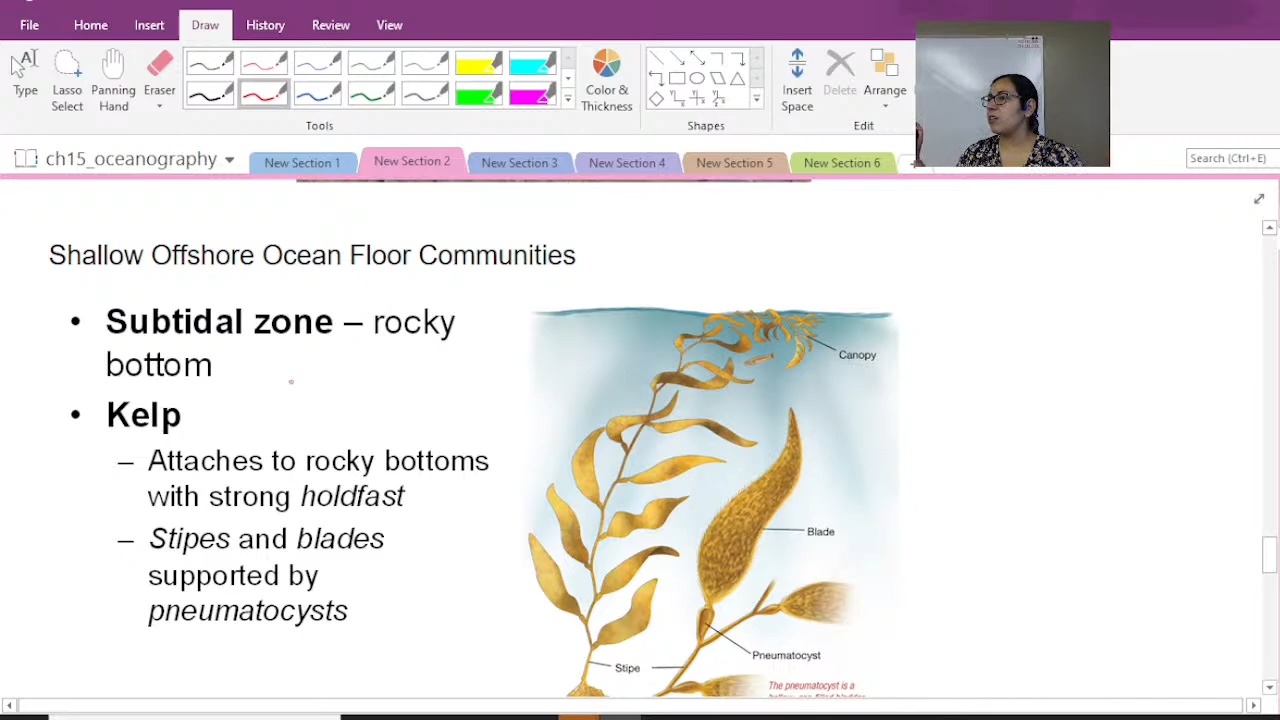 File Home Insert Draw History Review View
Type
Lasso Select
Panning Hand
Eraser
Color & Thickness
Insert Space
Delete
Arrange
Tools
Shapes
Edit
ch15_oceanography
New Section 1 New Section 2 New Section 3 New Section 4 New Section 5 New Section 6
Search (Ctrl+E)
Shallow Offshore Ocean Floor Communities
• Subtidal zone – rocky
bottom
• Kelp
– Attaches to rocky bottoms
with strong holdfast
– Stipes and blades
supported by
pneumatocysts
Canopy
Blade
Pneumatocyst
Stipe
The pneumatocyst is a